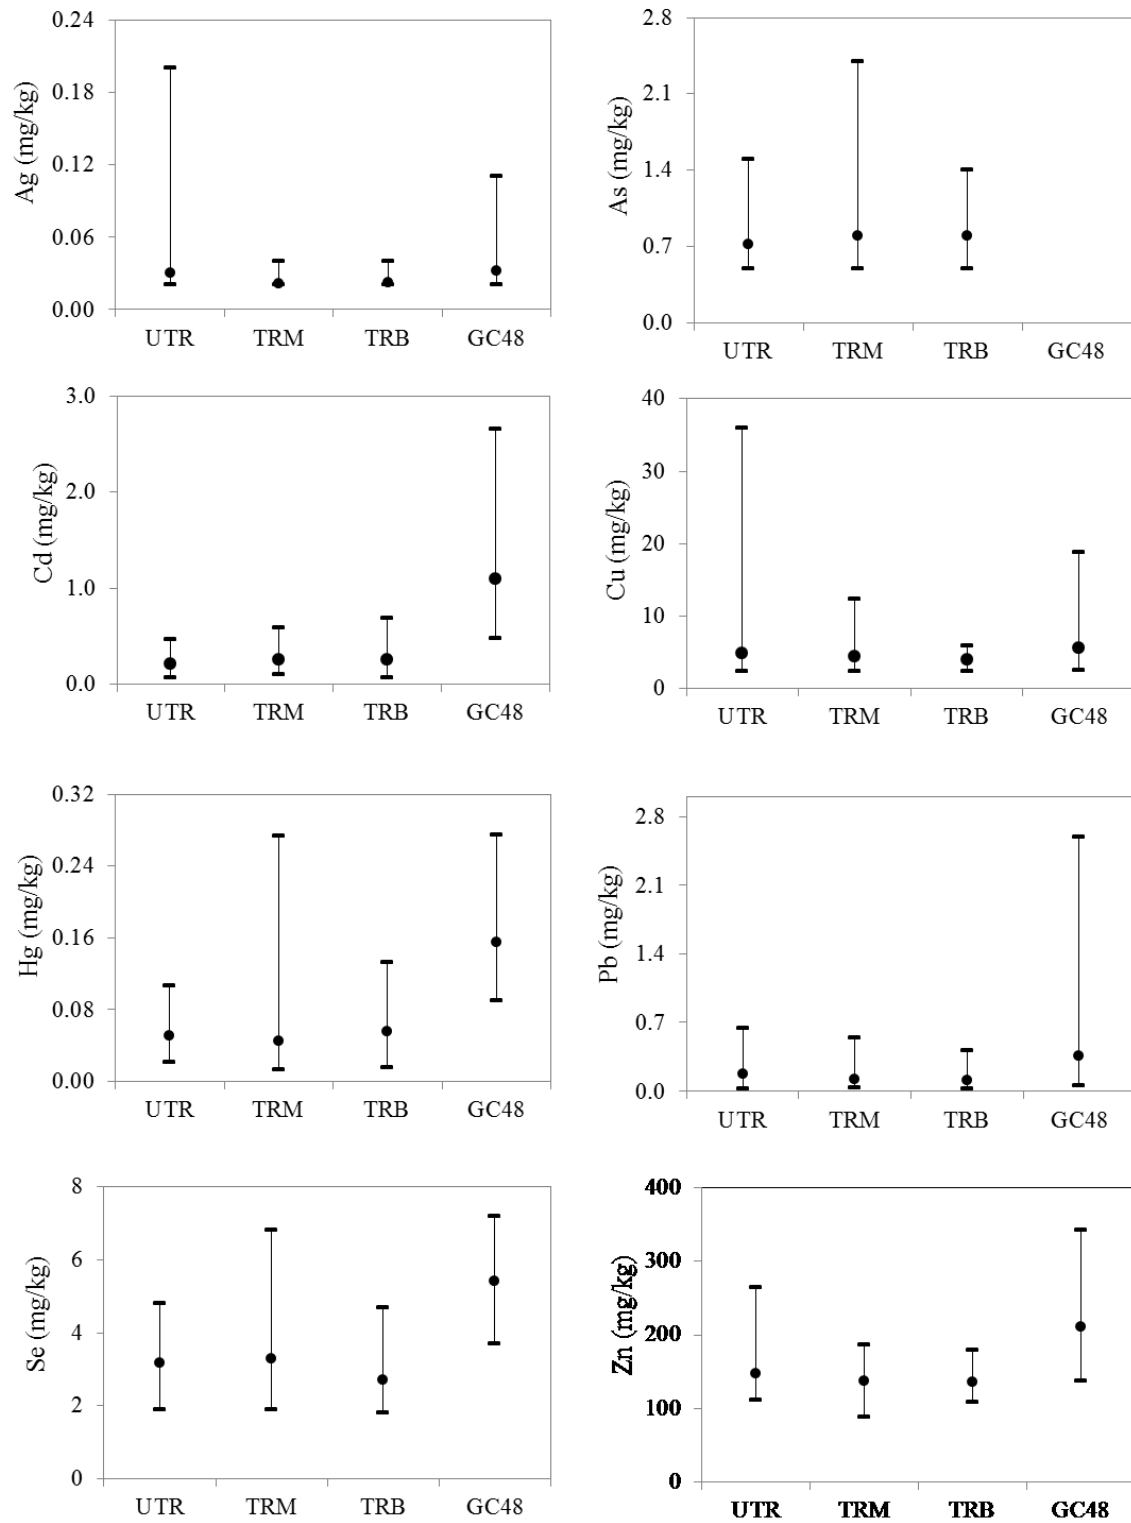 Ag (mg/kg)
0.24
0.18
0.12
0.06
0.00
UTR TRM TRB GC48
As (mg/kg)
2.8
2.1
1.4
0.7
0.0
UTR TRM TRB GC48
Cd (mg/kg)
3.0
2.0
1.0
0.0
UTR TRM TRB GC48
Cu (mg/kg)
40
30
20
10
0
UTR TRM TRB GC48
Hg (mg/kg)
0.32
0.24
0.16
0.08
0.00
UTR TRM TRB GC48
Pb (mg/kg)
2.8
2.1
1.4
0.7
0.0
UTR TRM TRB GC48
Se (mg/kg)
8
6
4
2
0
UTR TRM TRB GC48
Zn (mg/kg)
400
300
200
100
0
UTR TRM TRB GC48